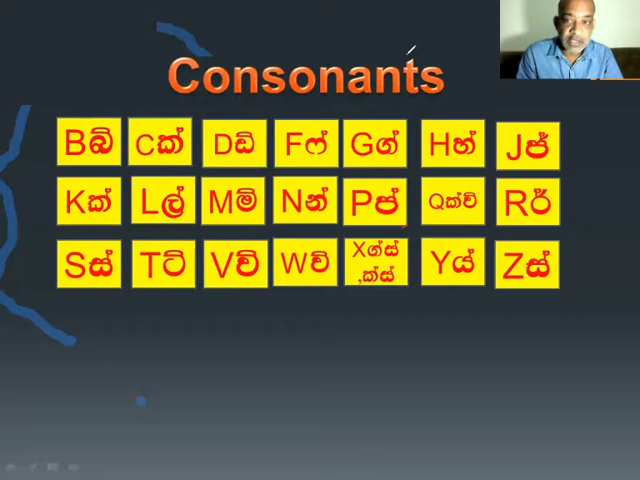 Consonants
Bබ් Cක් Dඩ් Fෆ් Gග් Hහ් Jජ්
Kක් Lල් Mම් Nන් Pප් Qක්ව් Rර්
Sස් Tට් Vව් Wව් Xග්ස් Yය් Zස්
,ක්ස්